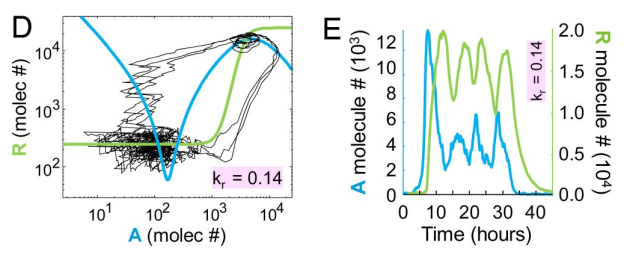 D
R (molec #)
10⁴
10³
10²
kᵣ = 0.14
10¹
10²
10³
10⁴
A (molec #)
E
A molecule # (10³)
12
10
8
6
4
2
0
kᵣ = 0.14
2.0
1.5
1.0
0.5
0.0
R molecule # (10⁴)
0
10
20
30
40
Time (hours)